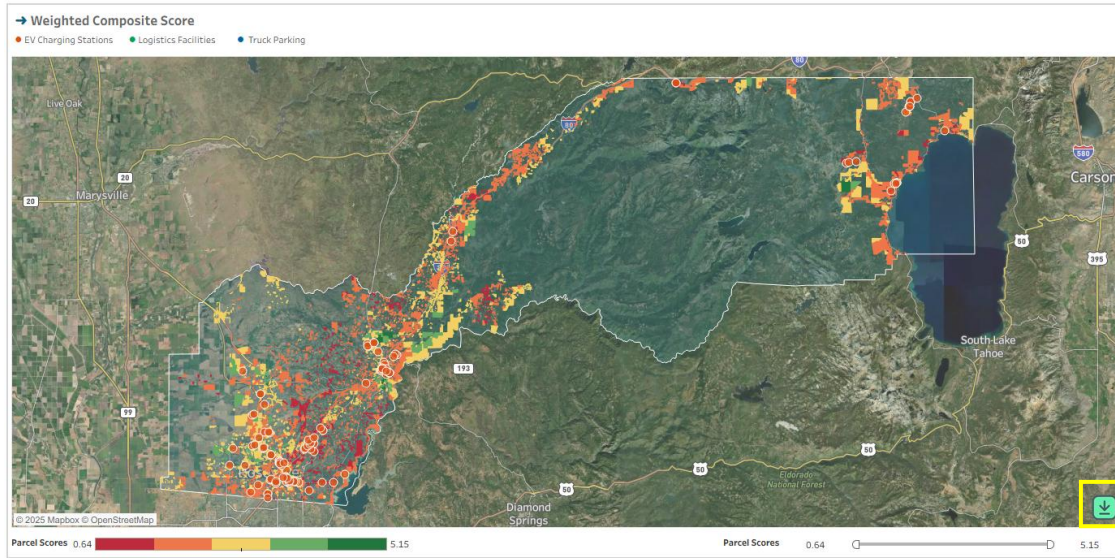 → Weighted Composite Score
EV Charging Stations Logistics Facilities Truck Parking
80
Live Oak
80
580
Carson
20
20
Marysville
50
395
South Lake
Tahoe
193
99
50
50
50
Eldorado
National Forest
Diamond
Springs
© 2025 Mapbox © OpenStreetMap
Parcel Scores 0.64 5.15 Parcel Scores 0.64 5.15